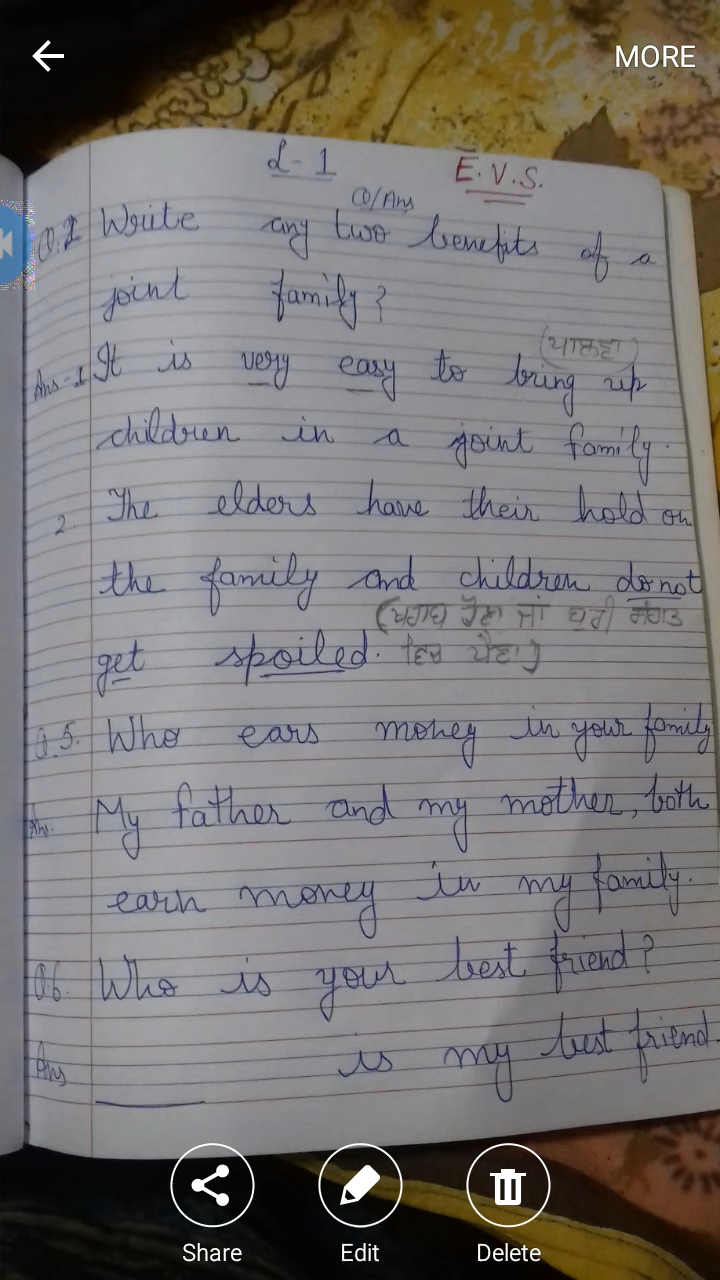 MORE
L-1 E.V.S.
Q/Ans
Q.2 Write any two benefits of a
joint family?
(ਪਾਲਣਾ)
Ans-1 It is very easy to bring up
children in a joint family.
2. The elders have their hold on
the family and children do not
(ਖਰਾਬ ਹੋਣਾ ਜਾਂ ਬੁਰੀ ਸੰਗਤ
get spoiled. ਵਿਚ ਪੈਣਾ)
Q.5. Who ears money in your family
Ans. My father and my mother, both
earn money in my family.
Q6. Who is your best friend?
Ans ________ is my best friend.
Share Edit Delete